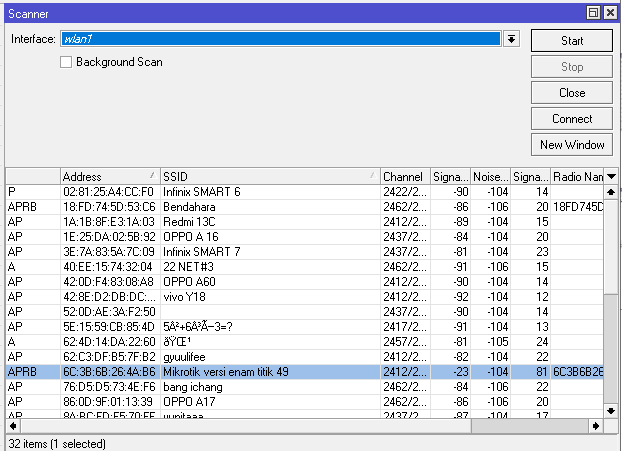 Scanner
Interface: wlan1 Start
Background Scan Stop
Close
Connect
New Window
Address SSID Channel Signa... Noise... Signa... Radio Nam
P 02:81:25:A4:CC:F0 Infinix SMART 6 2422/2... -90 -104 14
APRB 18:FD:74:5D:53:C6 Bendahara 2462/2... -86 -106 20 18FD745D
AP 1A:1B:8F:E3:1A:03 Redmi 13C 2412/2... -89 -104 15
AP 1E:25:DA:02:5B:92 OPPO A 16 2437/2... -84 -104 20
AP 3E:7A:83:5A:7C:09 Infinix SMART 7 2437/2... -81 -104 23
A 40:EE:15:74:32:04 22 NET#3 2462/2... -91 -106 15
AP 42:0D:F4:83:08:A8 OPPO A60 2412/2... -84 -104 20
AP 42:8E:D2:DB:DC:... vivo Y18 2412/2... -92 -104 12
AP 52:0D:AE:3A:F2:50 2437/2... -90 -104 14
AP 5E:15:59:CB:85:4D 5Â²+6Â³Ã–3=? 2417/2... -91 -104 13
A 62:4D:14:DA:22:60 ðŸŒ¹ 2457/2... -81 -105 24
AP 62:C3:DF:B5:7F:B2 gyuulifee 2412/2... -82 -104 22
APRB 6C:3B:6B:26:4A:B6 Mikrotik versi enam titik 49 2412/2... -23 -104 81 6C3B6B26
AP 76:D5:D5:73:4E:F6 bang ichang 2412/2... -82 -104 22
AP 86:0D:9F:01:13:39 OPPO A17 2462/2... -86 -106 20
AP 8A:BC:FD:F5:70:FF yunitaaa 2437/2... -87 -104 17
32 items (1 selected)